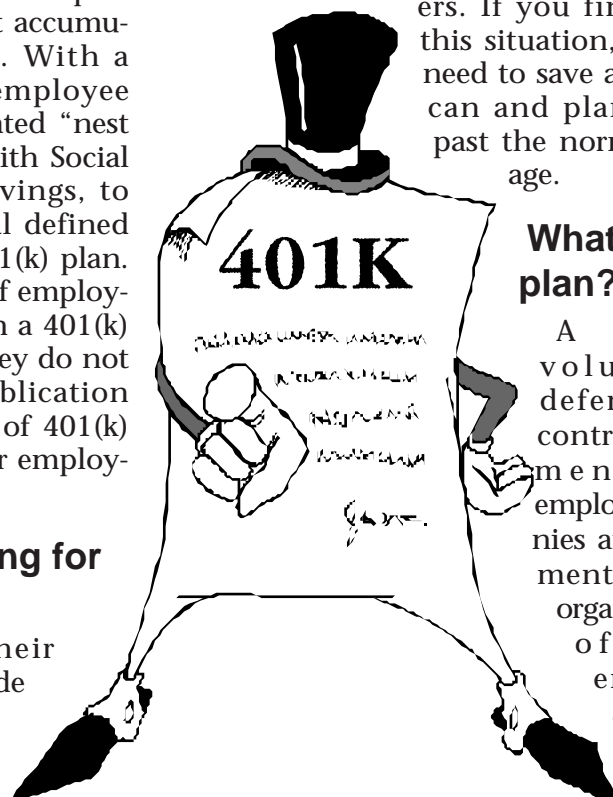 t accumu-
. With a
employee
ated “nest
ith Social
vings, to
l defined
1(k) plan.
f employ-
n a 401(k)
ey do not
blication
of 401(k)
r employ-
ng for
heir
de
401K
ers. If you fin
this situation,
need to save a
can and plan
past the norm
age.
What
plan?
A
volu
defer
contr
men
emplo
nies a
ment
orga
of
e